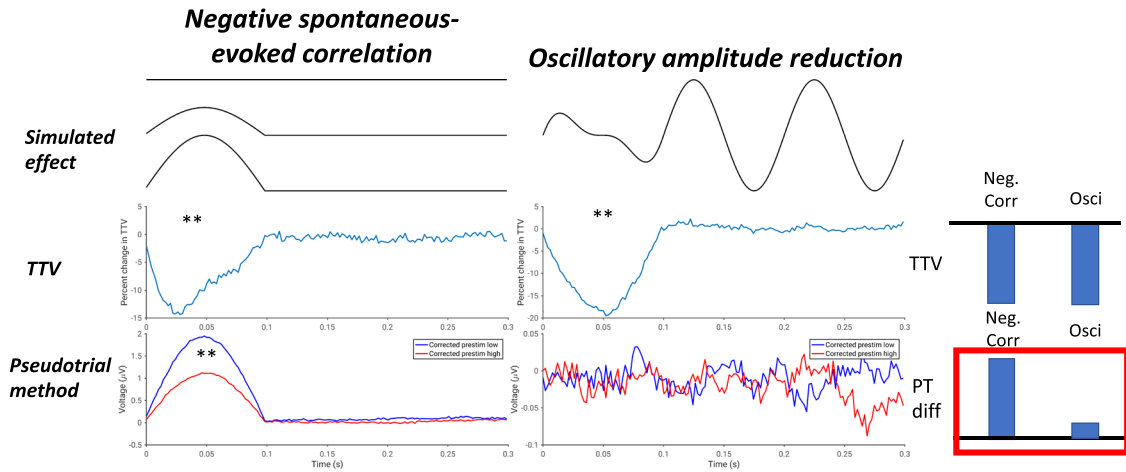 Negative spontaneous-
evoked correlation
Oscillatory amplitude reduction
Simulated
effect
TTV
Percent change in TTV
5
0
-5
-10
-15
-20
**
0
0.05
0.1
0.15
0.2
0.25
0.3
Percent change in TTV
5
0
-5
-10
-15
-20
**
0
0.05
0.1
0.15
0.2
0.25
0.3
Pseudotrial
method
Voltage (μV)
2
1.5
1
0.5
0
-0.5
**
Corrected prestim low
Corrected prestim high
0
0.05
0.1
0.15
0.2
0.25
0.3
Time (s)
Voltage (μV)
0.05
0
-0.05
-0.1
Corrected prestim low
Corrected prestim high
0
0.05
0.1
0.15
0.2
0.25
0.3
Time (s)
Neg.
Corr
Osci
TTV
Neg.
Corr
Osci
PT
diff